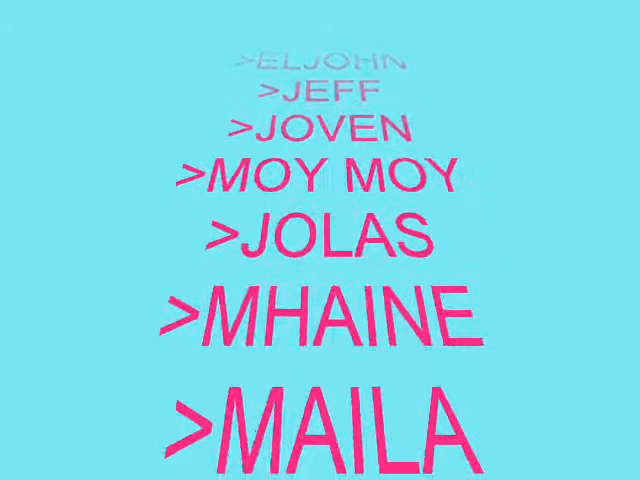 >ELJOHN
>JEFF
>JOVEN
>MOY MOY
>JOLAS
>MHAINE
>MAILA